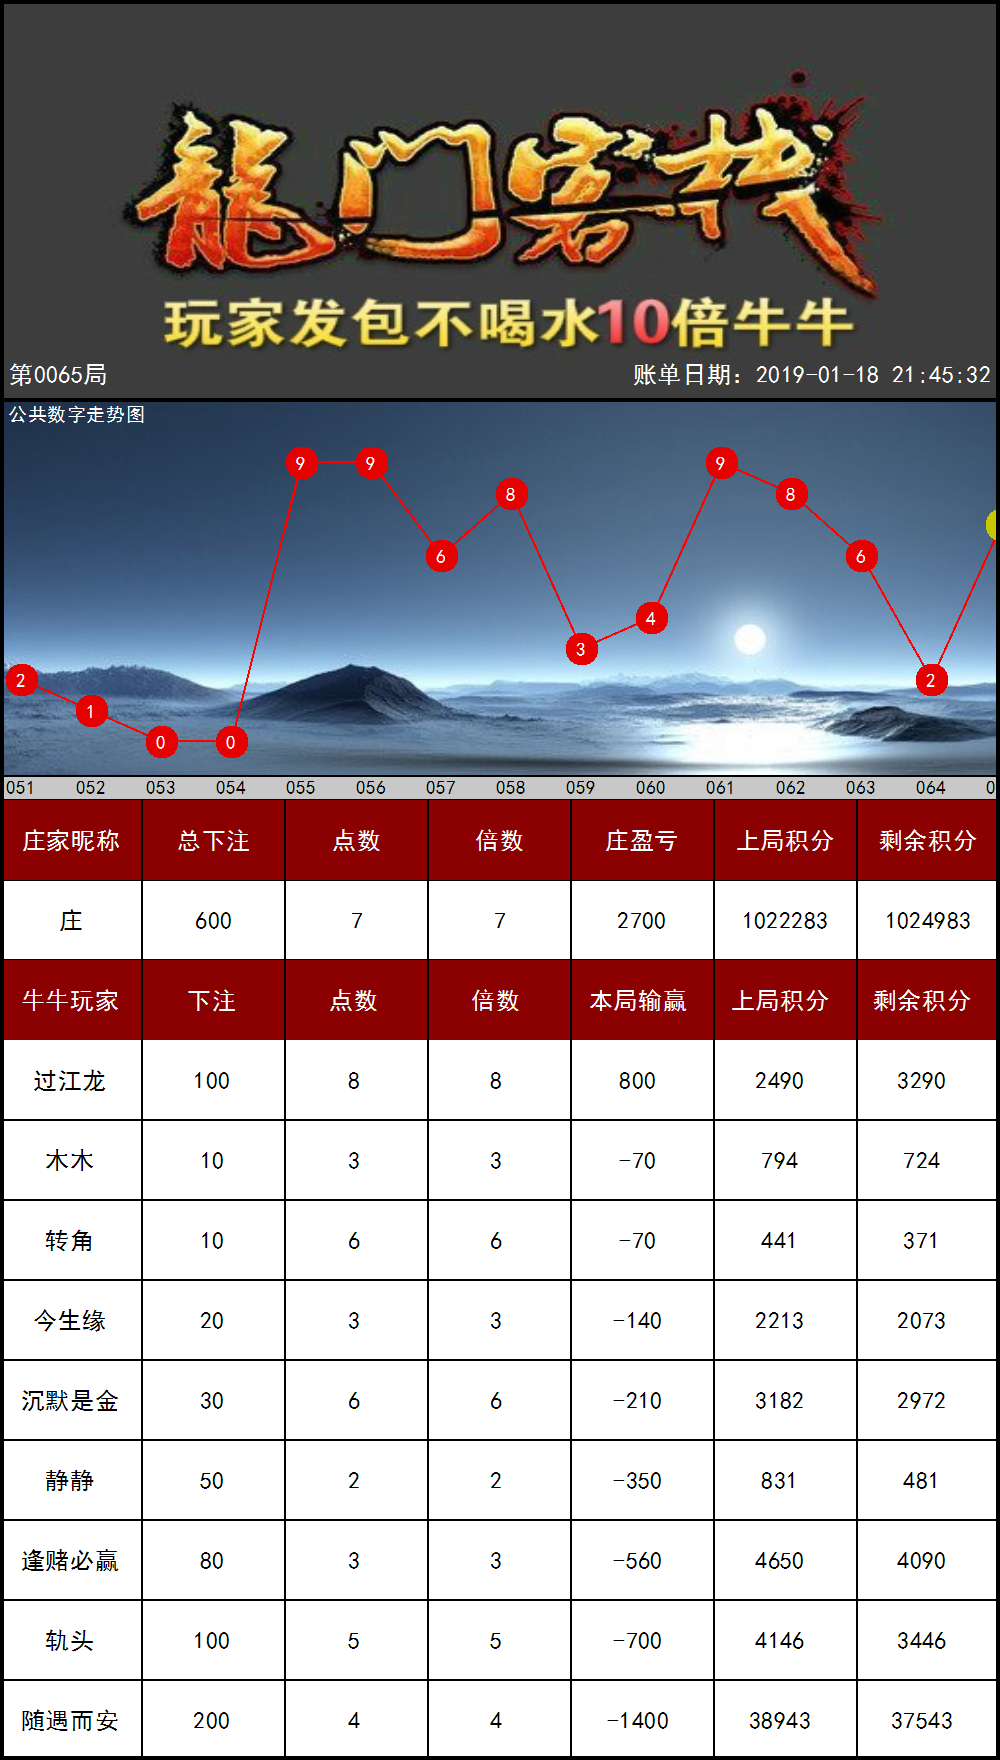 龍门客栈
玩家发包不喝水10倍牛牛
第0065局 账单日期：2019-01-18 21:45:32
公共数字走势图
2 1 0 0 9 9 6 8 3 4 9 8 6 2
051 052 053 054 055 056 057 058 059 060 061 062 063 064 0
庄家昵称 总下注 点数 倍数 庄盈亏 上局积分 剩余积分
庄 600 7 7 2700 1022283 1024983
牛牛玩家 下注 点数 倍数 本局输赢 上局积分 剩余积分
过江龙 100 8 8 800 2490 3290
木木 10 3 3 -70 794 724
转角 10 6 6 -70 441 371
今生缘 20 3 3 -140 2213 2073
沉默是金 30 6 6 -210 3182 2972
静静 50 2 2 -350 831 481
逢赌必赢 80 3 3 -560 4650 4090
轨头 100 5 5 -700 4146 3446
随遇而安 200 4 4 -1400 38943 37543